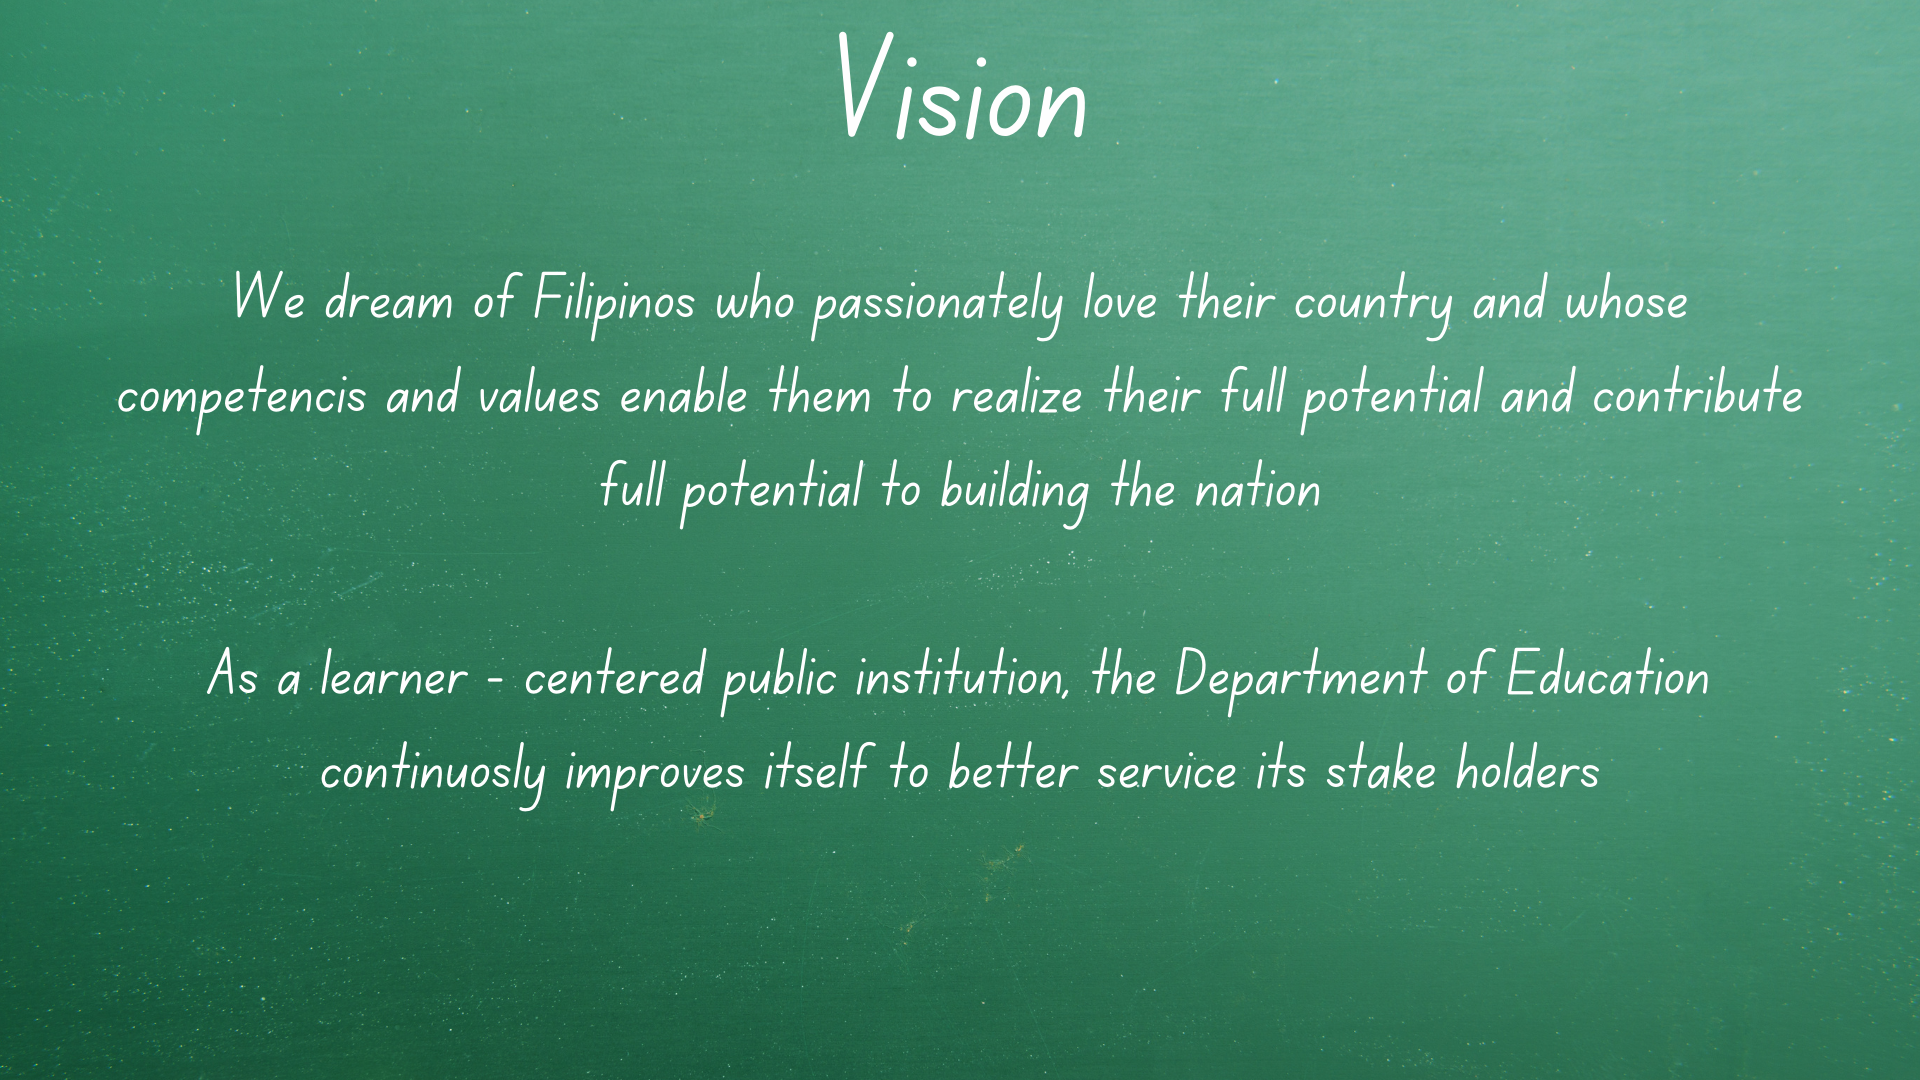 Vision
We dream of Filipinos who passionately love their country and whose
competencis and values enable them to realize their full potential and contribute
full potential to building the nation
As a learner - centered public institution, the Department of Education
continuosly improves itself to better service its stake holders